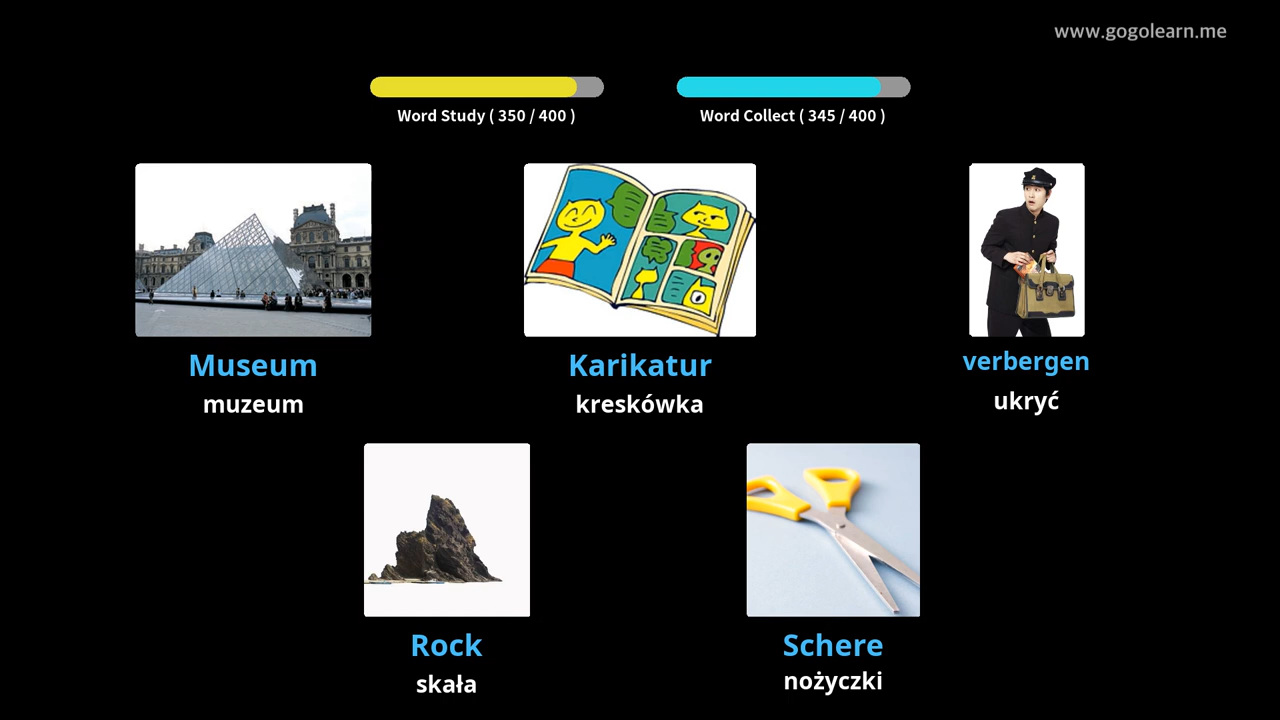 www.gogolearn.me
Word Study ( 350 / 400 )
Word Collect ( 345 / 400 )
Museum
muzeum
Karikatur
kreskówka
verbergen
ukryć
Rock
skała
Schere
nożyczki